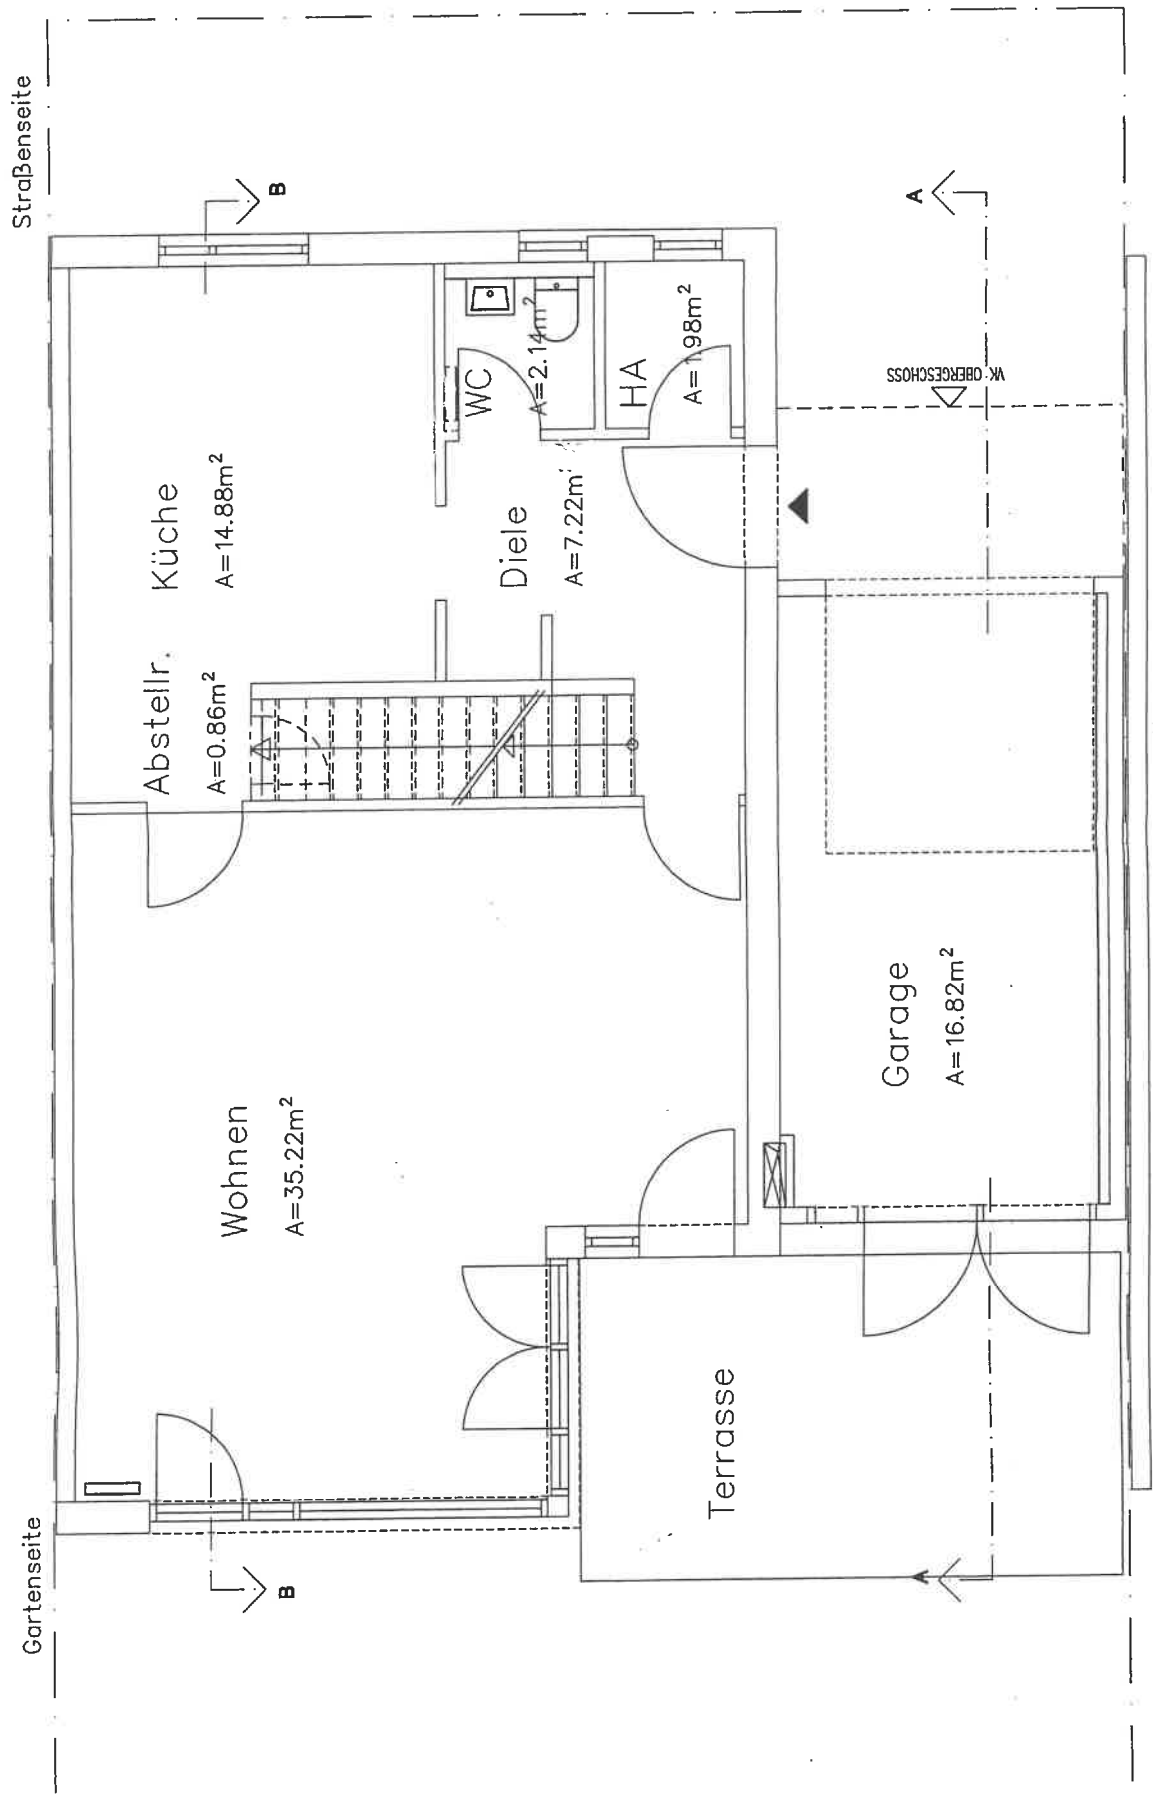 Straßenseite
B
A
Küche
A=14.88m²
WC
A=2.14m²
HA
A=1.98m²
VK OBERGESCHOSS
Diele
A=7.22m²
Abstellr.
A=0.86m²
Wohnen
A=35.22m²
Garage
A=16.82m²
Terrasse
Gartenseite
B